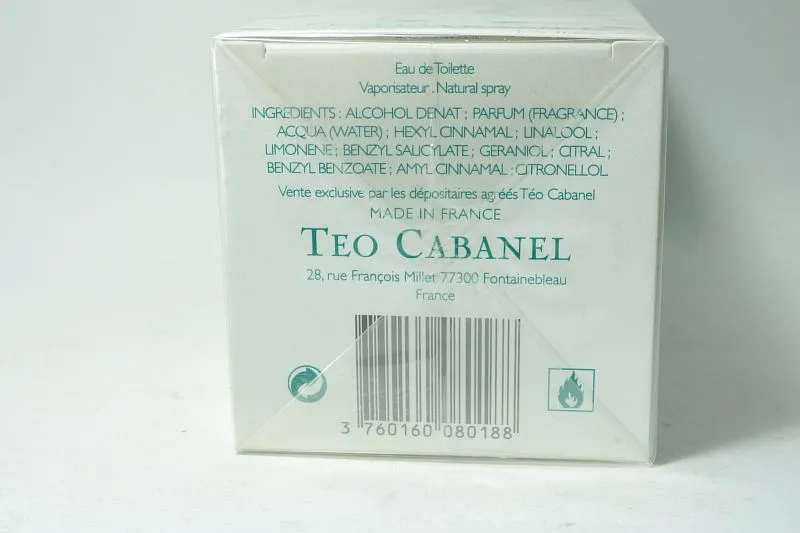 Eau de Toilette
Vaporisateur . Natural spray
INGREDIENTS : ALCOHOL DENAT ; PARFUM (FRAGRANCE) ;
ACQUA (WATER) ; HEXYL CINNAMAL ; LINALOOL ;
LIMONENE ; BENZYL SALICYLATE ; GERANIOL ; CITRAL ;
BENZYL BENZOATE ; AMYL CINNAMAL ; CITRONELLOL
Vente exclusive par les dépositaires agréés Téo Cabanel
MADE IN FRANCE
TEO CABANEL
28, rue François Millet 77300 Fontainebleau
France
3 760160 080188